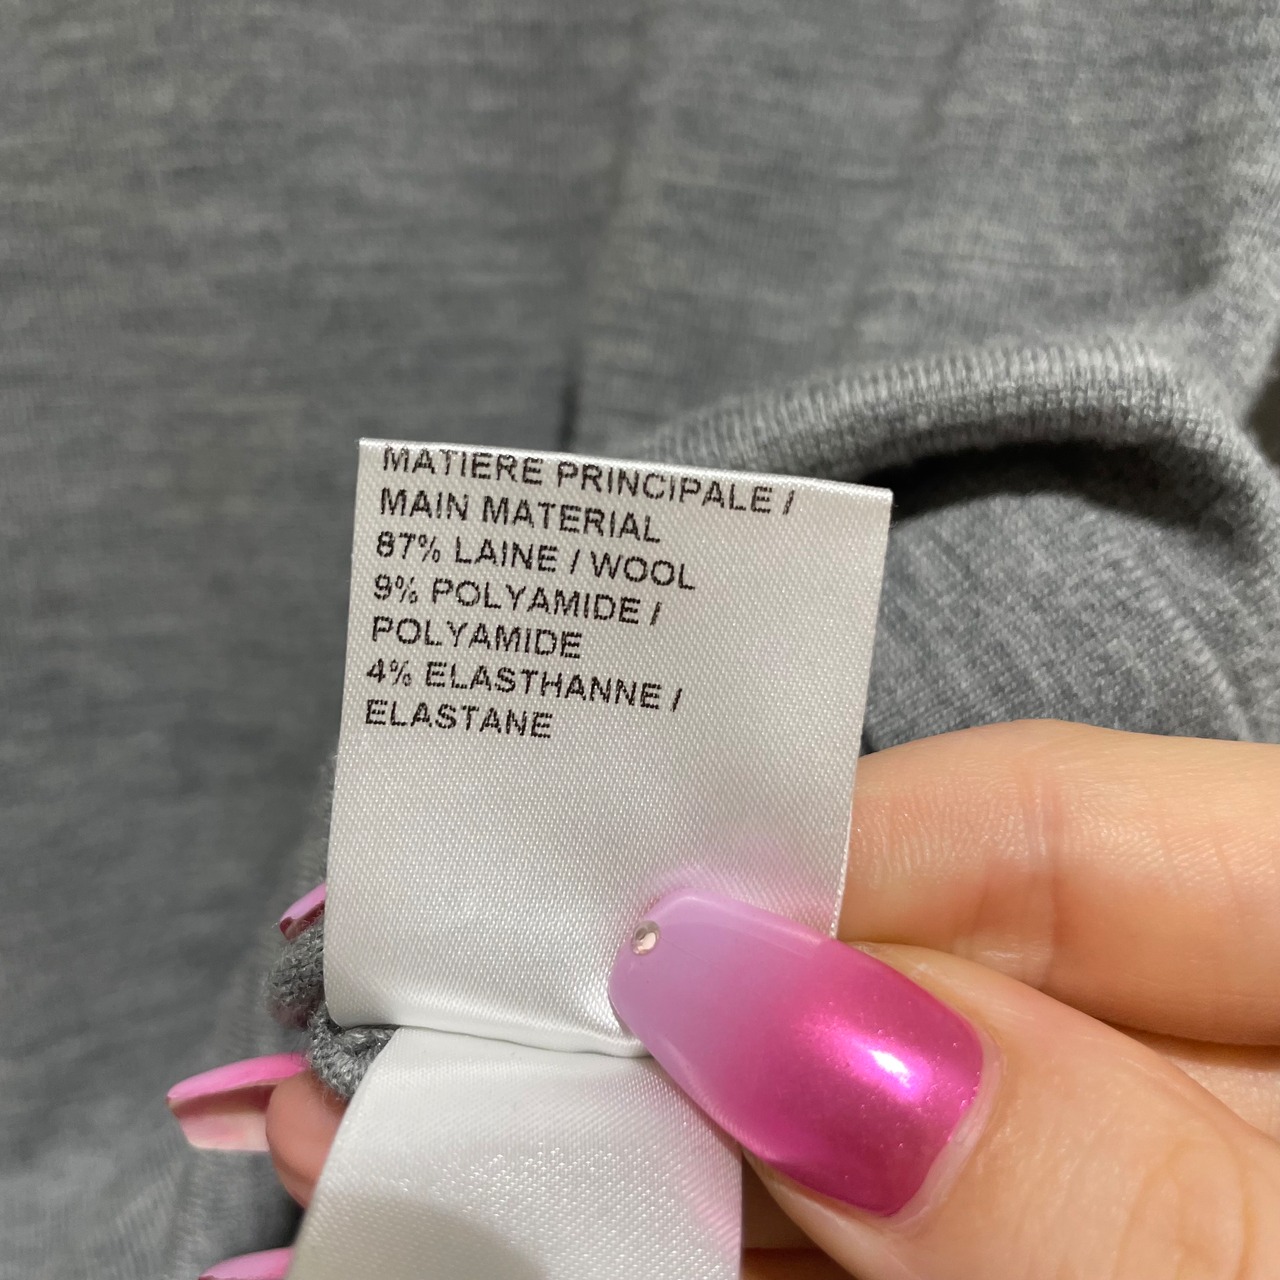 MATIERE PRINCIPALE /
MAIN MATERIAL
87% LAINE / WOOL
9% POLYAMIDE /
POLYAMIDE
4% ELASTHANNE /
ELASTANE